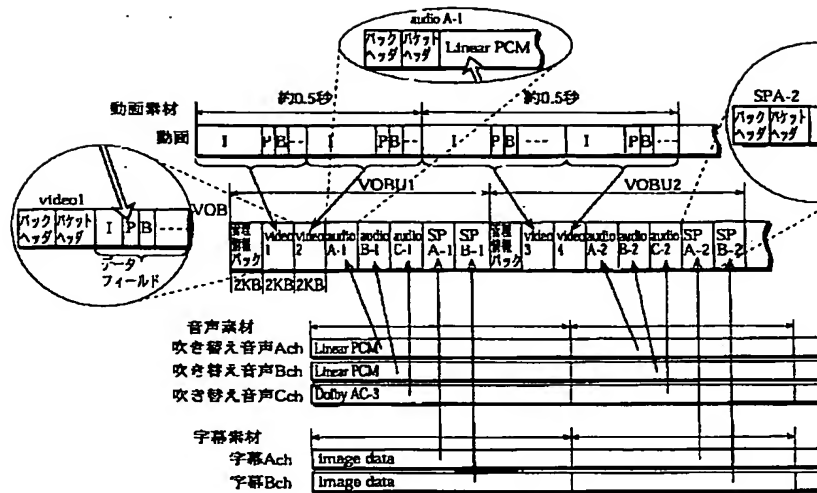 audio A-1
パック ヘッダ
パケット ヘッダ
Linear PCM
SPA-2
パック ヘッダ
パケット ヘッダ
動画素材
約0.5秒
約0.5秒
動画
I
P
B
I
P
B
I
P
B
I
P
B
video1
パック ヘッダ
パケット ヘッダ
I
P
B
データ
フィールド
VOB
VOBU1
VOBU2
管理 情報 パック
video 1
video 2
audio A-1
audio B-1
audio C-1
SP A-1
SP B-1
管理 情報 パック
video 3
video 4
audio A-2
audio B-2
audio C-2
SP A-2
SP B-2
2KB
2KB
2KB
音声素材
吹き替え音声Ach
Linear PCM
吹き替え音声Bch
Linear PCM
吹き替え音声Cch
Dolby AC-3
字幕素材
字幕Ach
image data
字幕Bch
image data